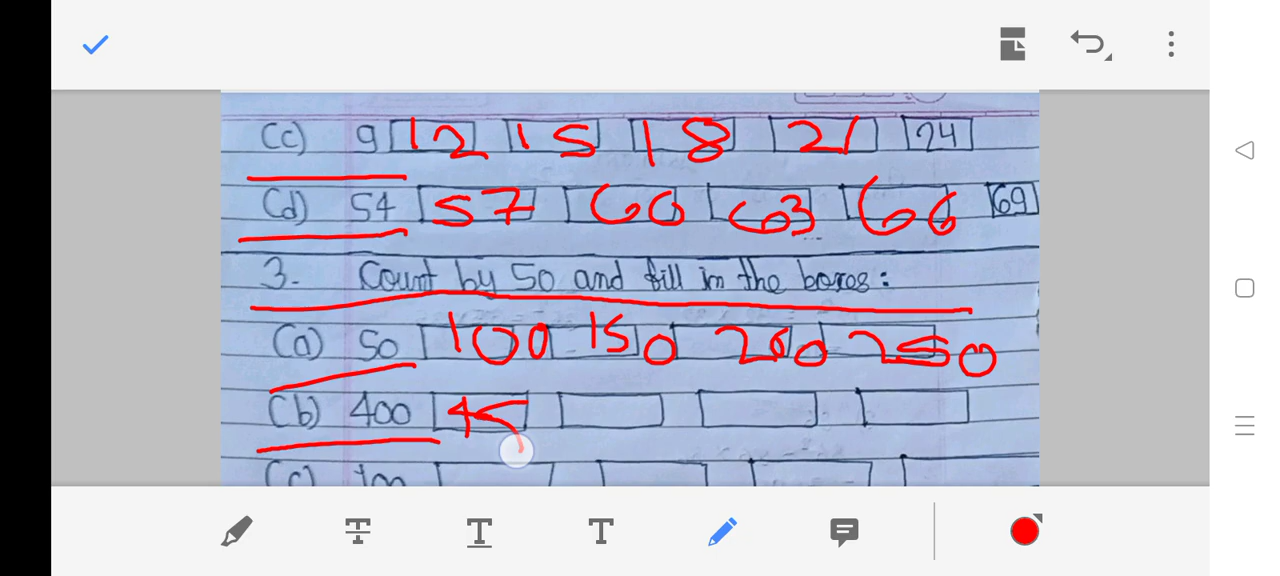 (c) 9 12 15 18 21 24
(d) 54 57 60 63 66 69
3. Count by 50 and fill in the boxes:
(a) 50 100 150 200 250
(b) 400 45